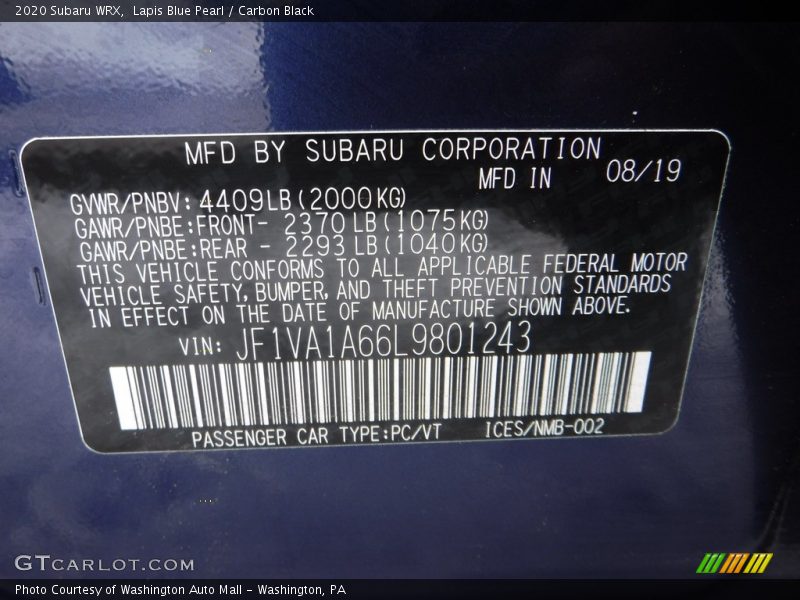 2020 Subaru WRX,  Lapis Blue Pearl / Carbon Black
MFD BY SUBARU CORPORATION
MFD IN 08/19
GVWR/PNBV: 4409LB(2000KG)
GAWR/PNBE:FRONT- 2370 LB(1075KG)
GAWR/PNBE:REAR - 2293 LB(1040KG)
THIS VEHICLE CONFORMS TO ALL APPLICABLE FEDERAL MOTOR
VEHICLE SAFETY, BUMPER, AND THEFT PREVENTION STANDARDS
IN EFFECT ON THE DATE OF MANUFACTURE SHOWN ABOVE.
VIN: JF1VA1A66L9801243
PASSENGER CAR TYPE:PC/VT ICES/NMB-002
GTCARLOT.COM
Photo Courtesy of Washington Auto Mall - Washington, PA